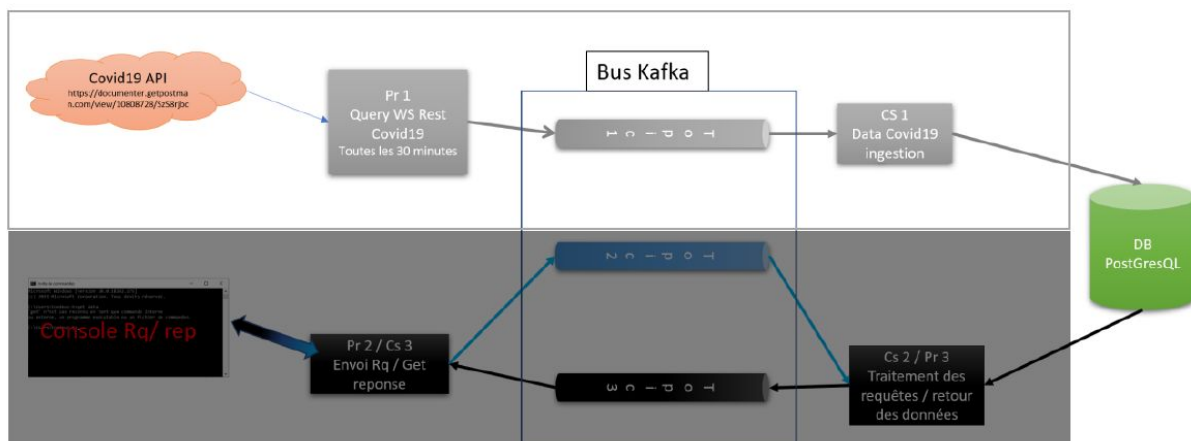 Covid19 API
https://documenter.getpostma
n.com/view/10808728/SzS8rjbc
Pr 1
Query WS Rest
Covid19
Toutes les 30 minutes
Bus Kafka
Topic 1
CS 1
Data Covid19
ingestion
DB
PostGresQL
Topic 2
Console Rq/ rep
Pr 2 / Cs 3
Envoi Rq / Get
reponse
Topic 3
Cs 2 / Pr 3
Traitement des
requêtes / retour
des données